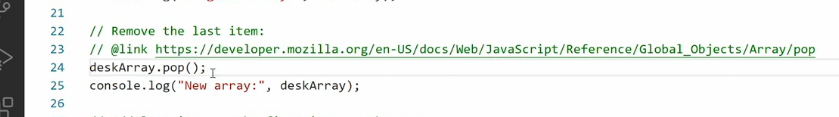 21
22 // Remove the last item:
23 // @link https://developer.mozilla.org/en-US/docs/Web/JavaScript/Reference/Global_Objects/Array/pop
24 deskArray.pop();
25 console.log("New array:", deskArray);
26